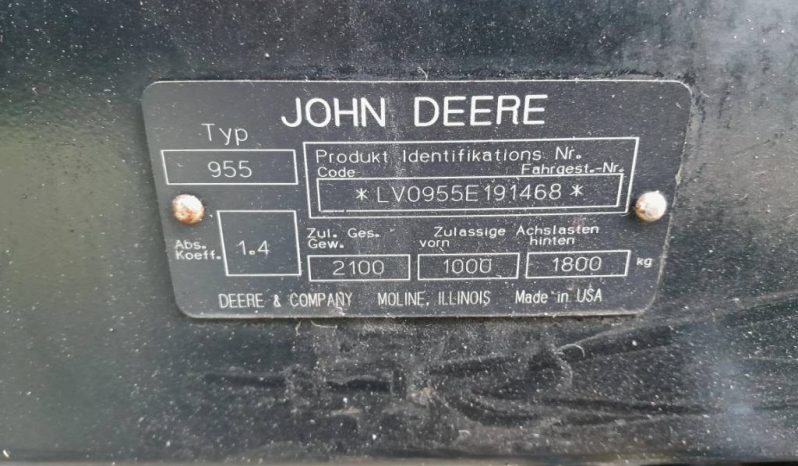 JOHN DEERE
Typ
955
Produkt Identifikations Nr.
Code Fahrgest.-Nr.
*LV0955E191468*
Abs. Koeff.
1.4
Zul. Ges. Gew.
Zulassige Achslasten
vorn hinten
2100 1000 1800 kg
DEERE & COMPANY MOLINE, ILLINOIS Made in USA